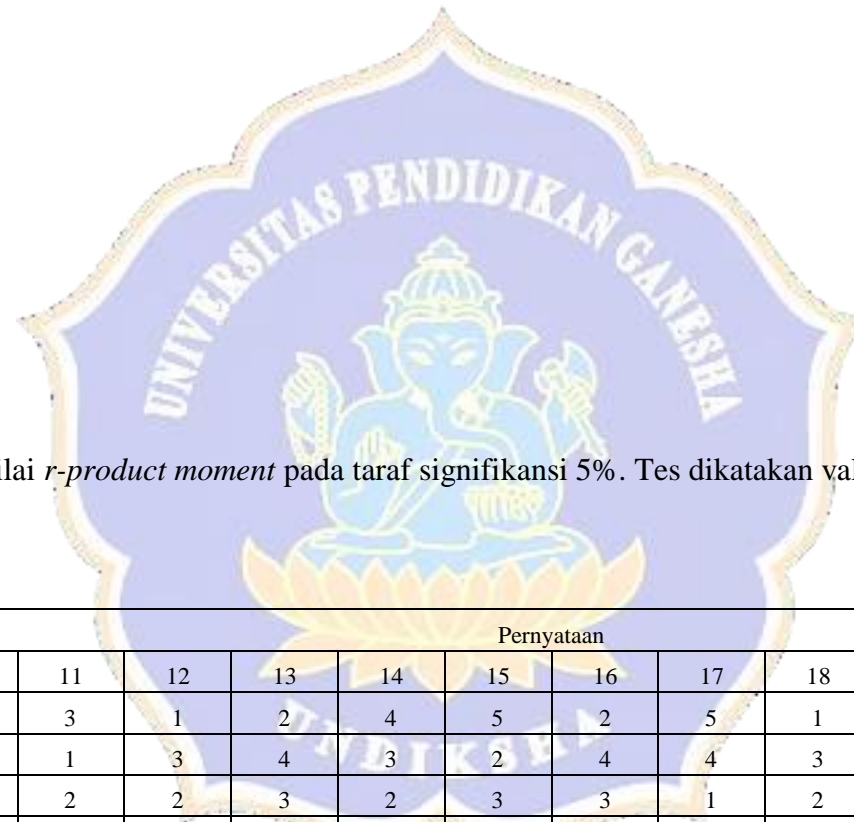 UNIVERSITAS PENDIDIKAN GANESHA
nilai r-product moment pada taraf signifikansi 5%. Tes dikatakan val
Pernyataan
11 12 13 14 15 16 17 18
3 1 2 4 5 2 5 1
1 3 4 3 2 4 4 3
2 2 3 2 3 3 1 2
UNDIKSHA